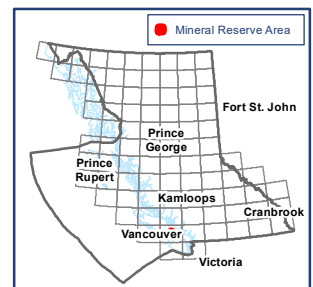 Mineral Reserve Area
Fort St. John
Prince
George
Prince
Rupert
Kamloops
Cranbrook
Vancouver
Victoria